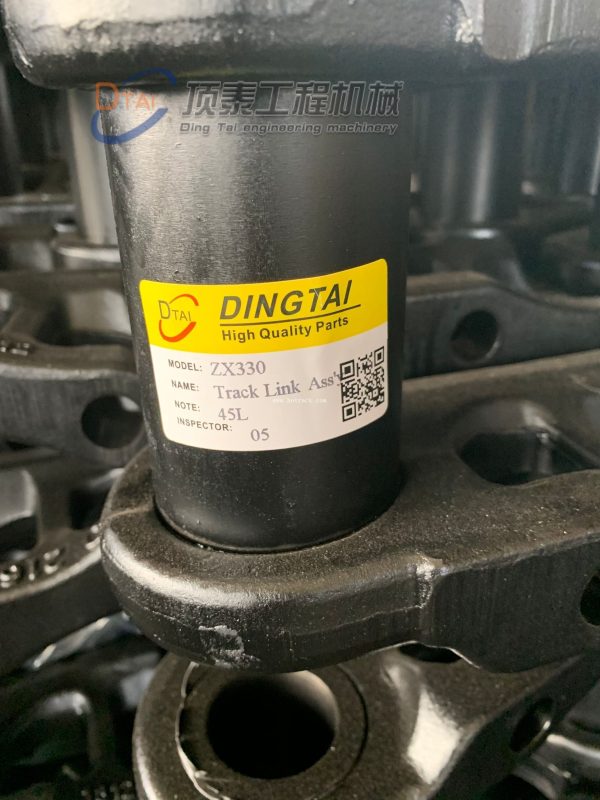 DTAI 顶泰工程机械
Ding Tai engineering machinery
DTAI DINGTAI
High Quality Parts
MODEL: ZX330
NAME: Track Link Ass'
NOTE: 45L
INSPECTOR: 05